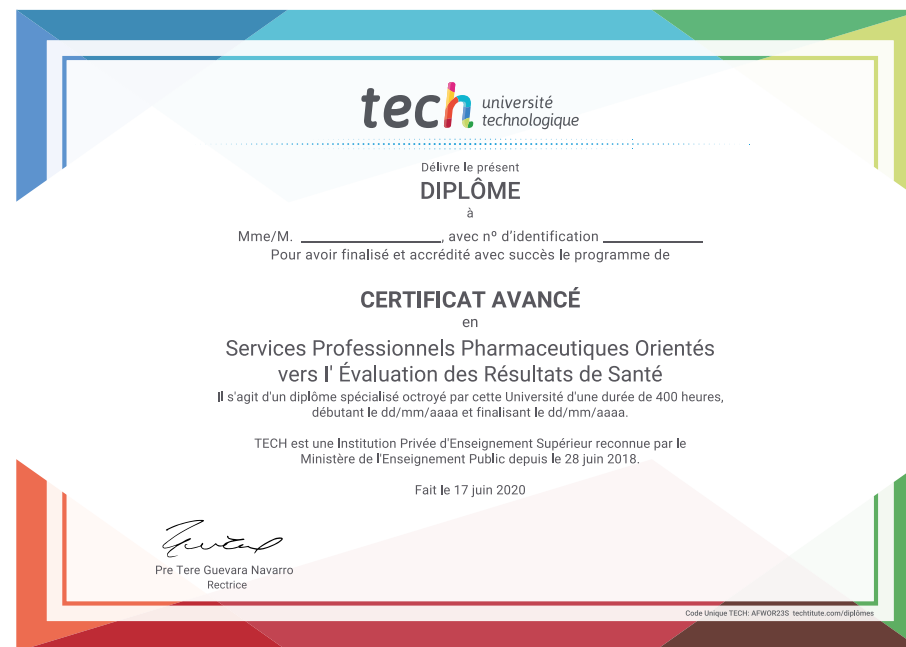 tech université
technologique
Délivre le présent
DIPLÔME
à
Mme/M. ____________________, avec nº d'identification ______________
Pour avoir finalisé et accrédité avec succès le programme de
CERTIFICAT AVANCÉ
en
Services Professionnels Pharmaceutiques Orientés
vers l' Évaluation des Résultats de Santé
Il s'agit d'un diplôme spécialisé octroyé par cette Université d'une durée de 400 heures,
débutant le dd/mm/aaaa et finalisant le dd/mm/aaaa.
TECH est une Institution Privée d'Enseignement Supérieur reconnue par le
Ministère de l'Enseignement Public depuis le 28 juin 2018.
Fait le 17 juin 2020
Pre Tere Guevara Navarro
Rectrice
Code Unique TECH: AFWOR23S techtitute.com/diplômes